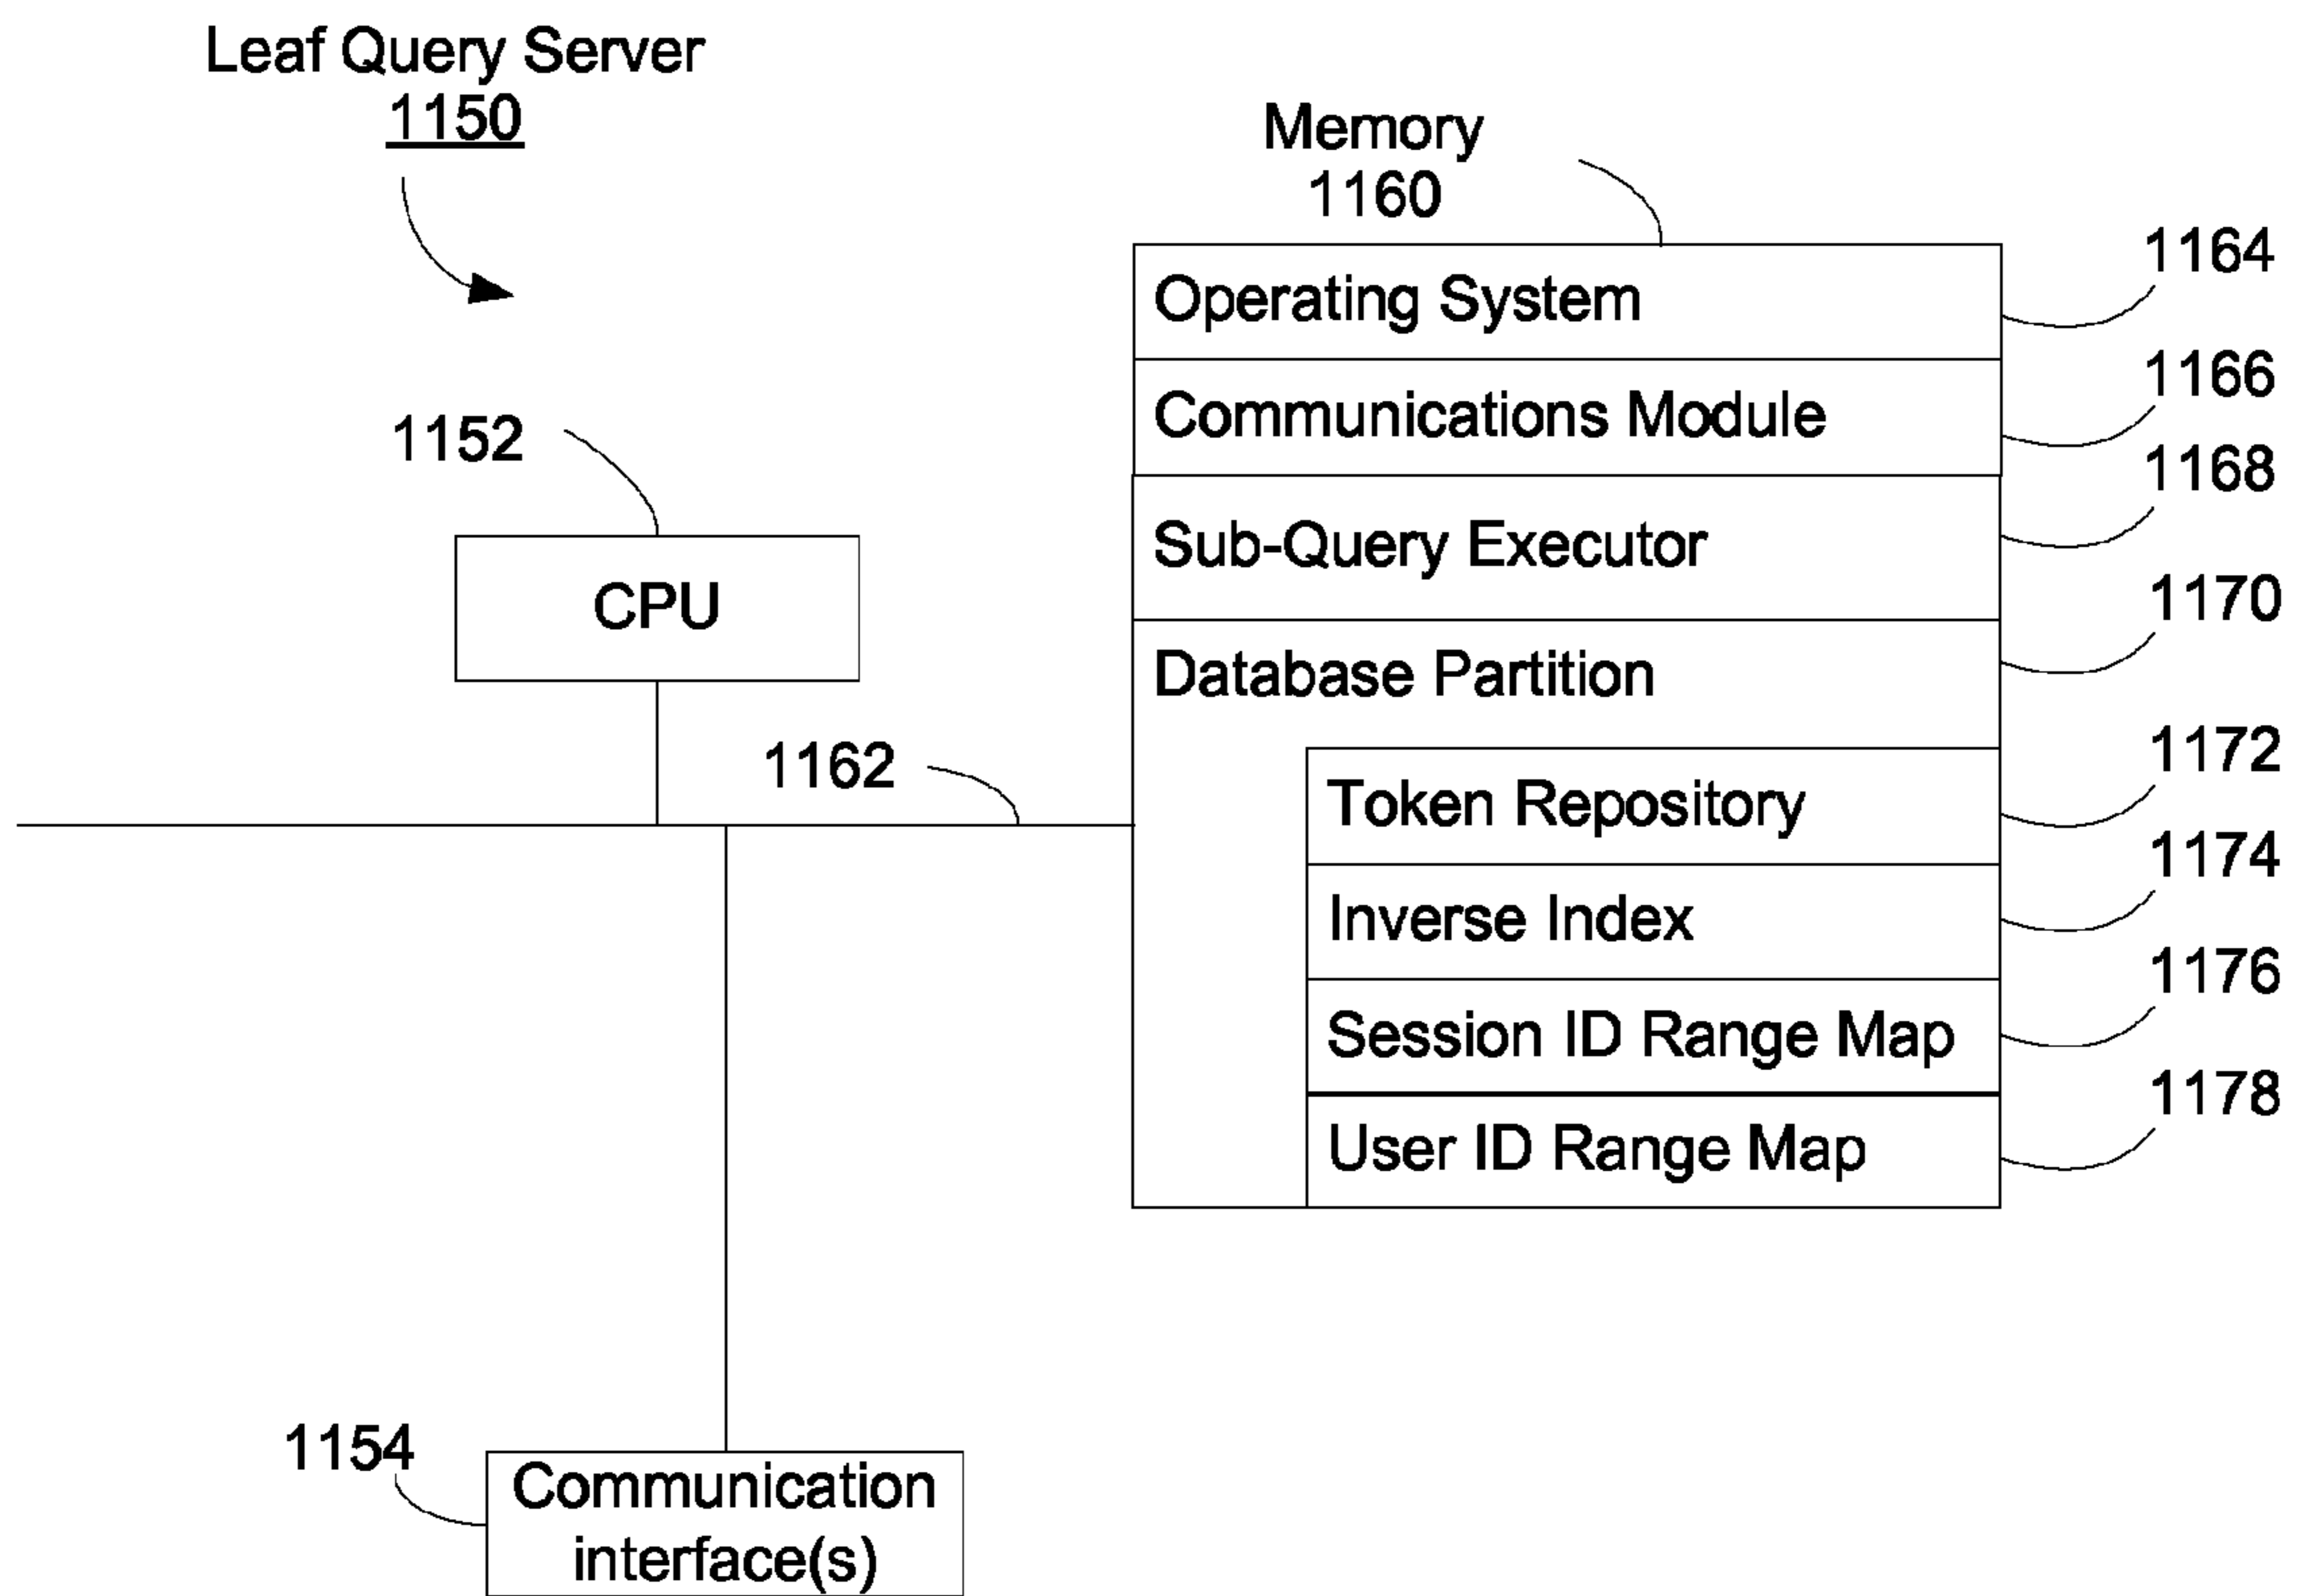 Leaf Query Server
1150
Memory
1160
Operating System
1164
Communications Module
1166
1152
Sub-Query Executor
1168
CPU
Database Partition
1170
1162
Token Repository
1172
Inverse Index
1174
Session ID Range Map
1176
User ID Range Map
1178
1154
Communication
interface(s)